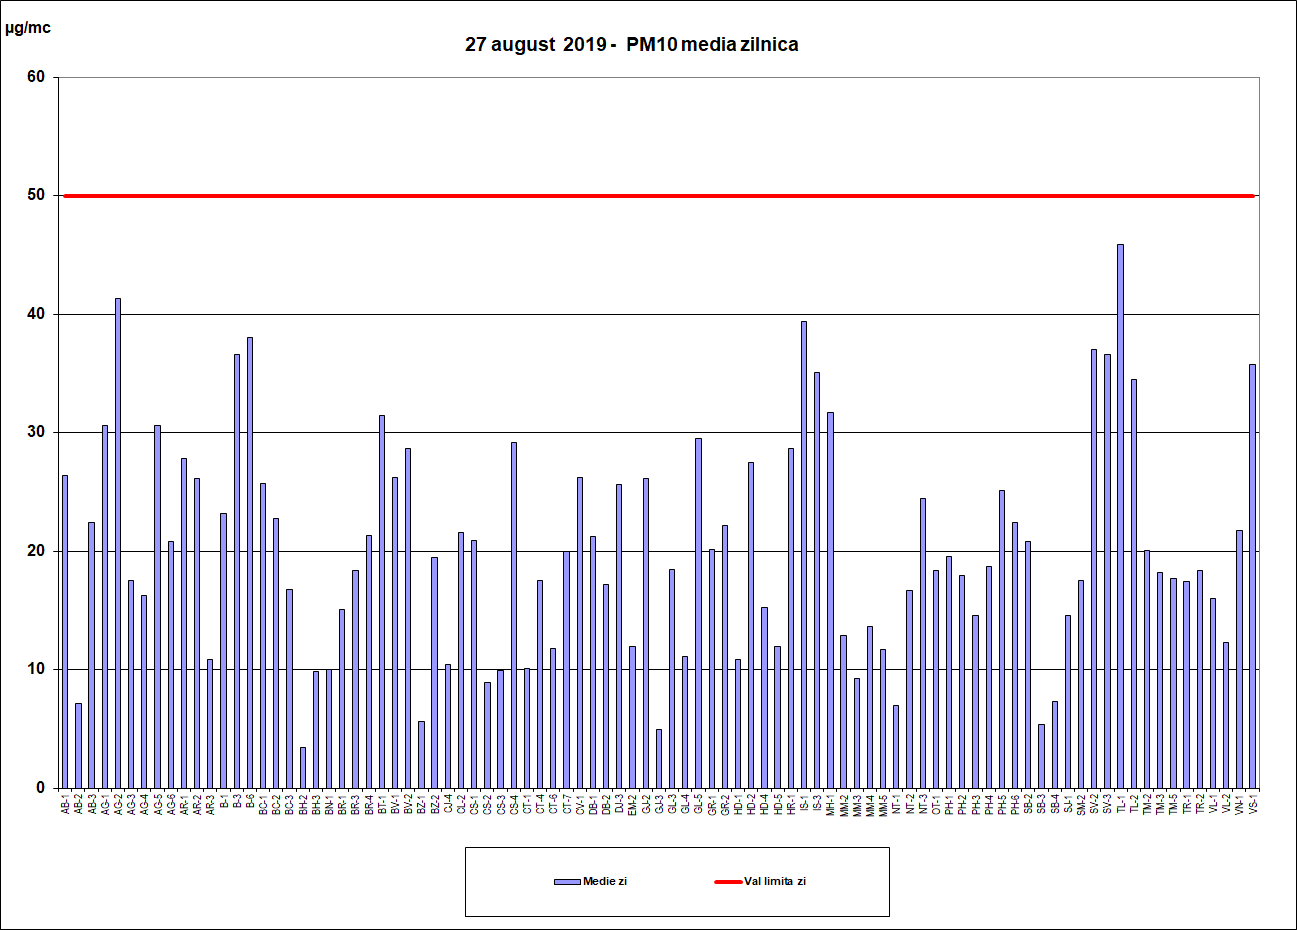 µg/mc
27 august 2019 - PM10 media zilnica
60
50
40
30
20
10
0
AB-1 AB-2 AB-3 AG-1 AG-2 AG-3 AG-4 AG-5 AG-6 AR-1 AR-2 AR-3 B-1 B-3 B-6 BC-1 BC-2 BC-3 BH-2 BH-3 BN-1 BR-1 BR-3 BR-4 BT-1 BV-1 BV-2 BZ-1 BZ-2 CJ-4 CL-2 CS-1 CS-2 CS-3 CS-4 CT-1 CT-4 CT-6 CT-7 CV-1 DB-1 DB-2 DJ-3 EM-2 GJ-2 GJ-3 GL-3 GL-4 GL-5 GR-1 GR-2 HD-1 HD-2 HD-4 HD-5 HR-1 IS-1 IS-3 MH-1 MM-2 MM-3 MM-4 MM-5 NT-1 NT-2 NT-3 OT-1 PH-1 PH-2 PH-3 PH-4 PH-5 PH-6 SB-2 SB-3 SB-4 SJ-1 SM-2 SV-2 SV-3 TL-1 TL-2 TM-2 TM-3 TM-5 TR-1 TR-2 VL-1 VL-2 VN-1 VS-1
Medie zi
Val limita zi